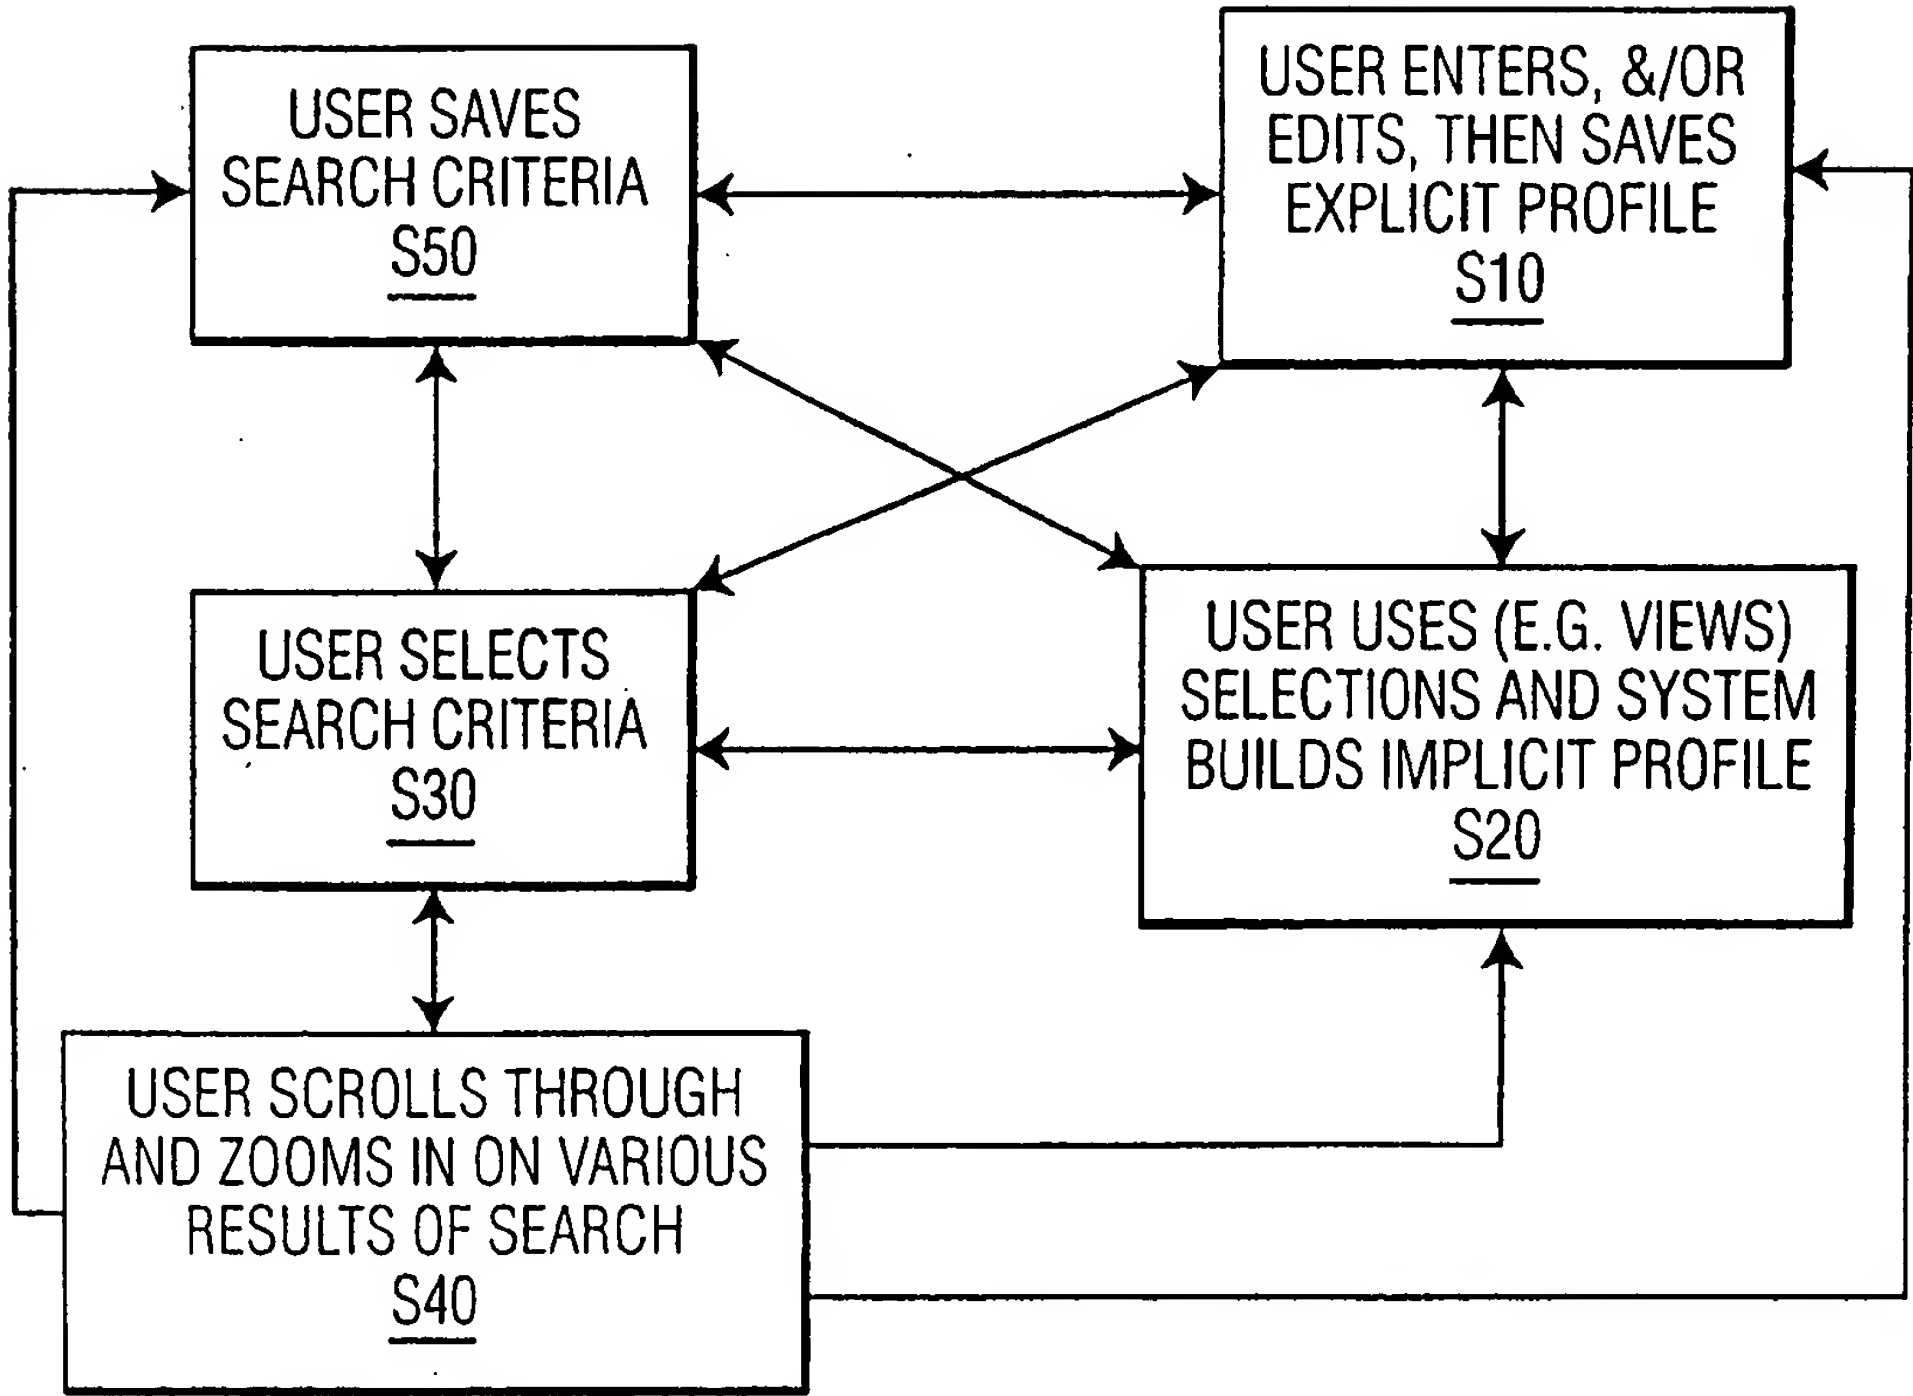 USER SAVES
SEARCH CRITERIA
S50
USER ENTERS, &/OR
EDITS, THEN SAVES
EXPLICIT PROFILE
S10
USER SELECTS
SEARCH CRITERIA
S30
USER USES (E.G. VIEWS)
SELECTIONS AND SYSTEM
BUILDS IMPLICIT PROFILE
S20
USER SCROLLS THROUGH
AND ZOOMS IN ON VARIOUS
RESULTS OF SEARCH
S40